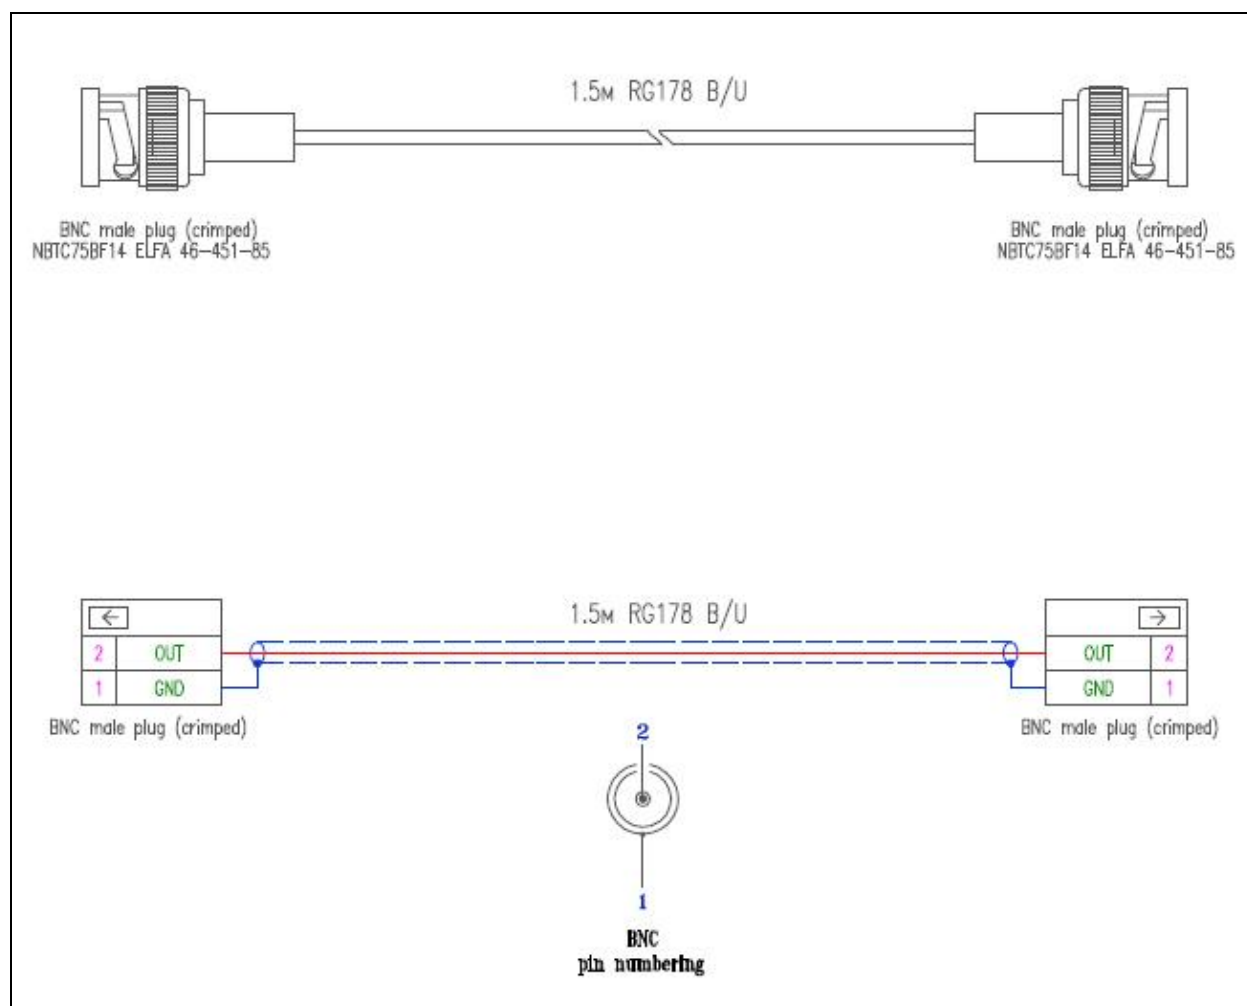 1.5м RG178 B/U
BNC male plug (crimped)
NBTC75BF14 ELFA 46-451-85
BNC male plug (crimped)
NBTC75BF14 ELFA 46-451-85
1.5м RG178 B/U
2 OUT
1 GND
BNC male plug (crimped)
OUT 2
GND 1
BNC male plug (crimped)
2
1
BNC
pin numbering